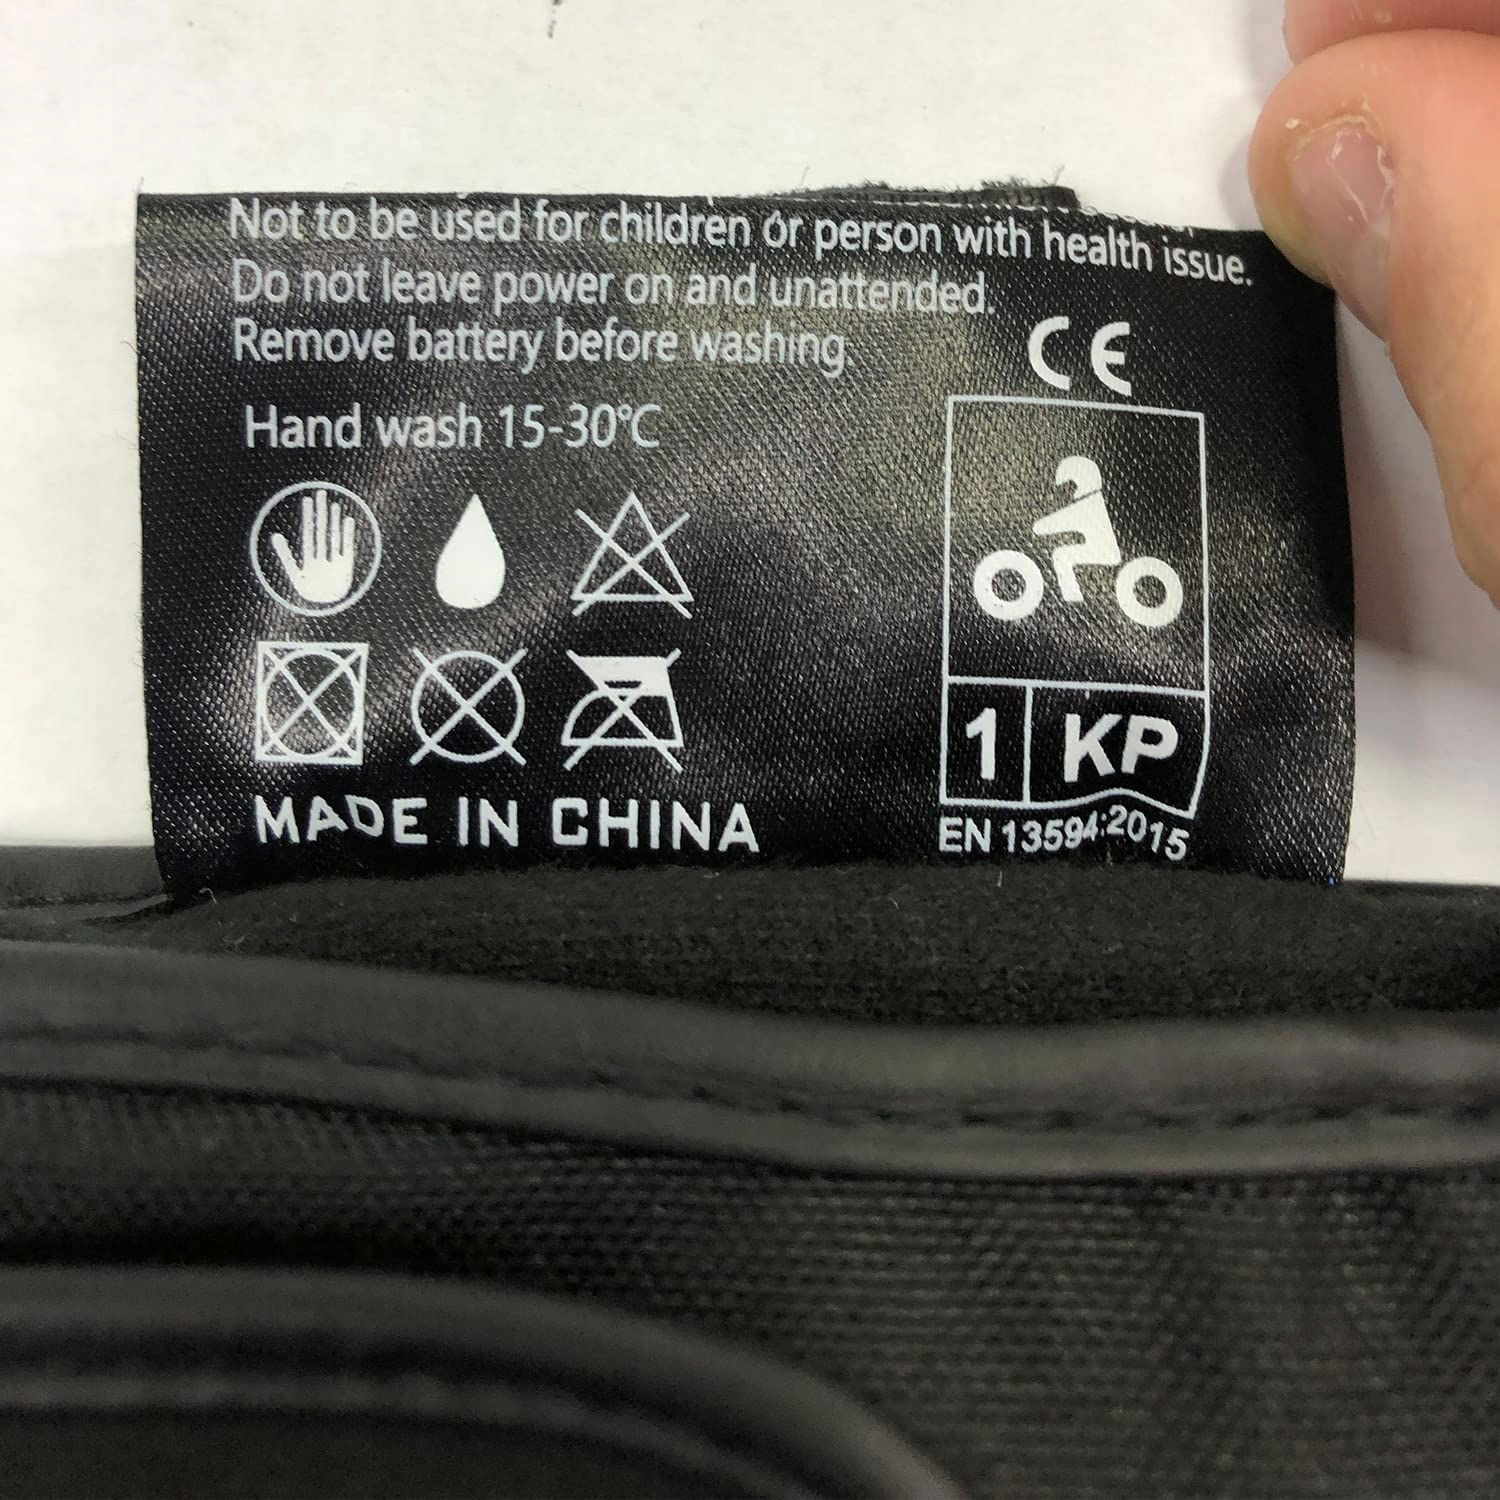 Not to be used for children or person with health issue.
Do not leave power on and unattended.
Remove battery before washing
Hand wash 15-30°C
CE
1 KP
EN 13594:2015
MADE IN CHINA